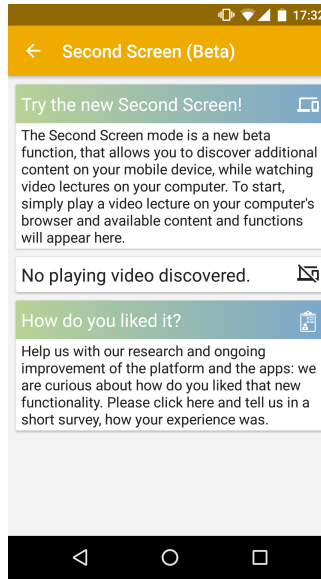 17:32
Second Screen (Beta)
Try the new Second Screen!
The Second Screen mode is a new beta
function, that allows you to discover additional
content on your mobile device, while watching
video lectures on your computer. To start,
simply play a video lecture on your computer's
browser and available content and functions
will appear here.
No playing video discovered.
How do you liked it?
Help us with our research and ongoing
improvement of the platform and the apps: we
are curious about how do you liked that new
functionality. Please click here and tell us in a
short survey, how your experience was.